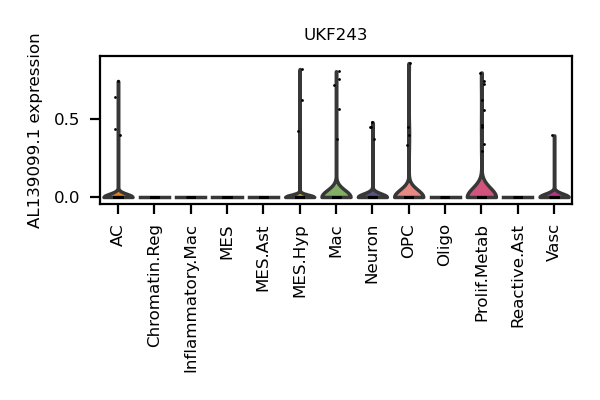 UKF243
AL139099.1 expression
0.5
0.0
AC
Chromatin.Reg
Inflammatory.Mac
MES
MES.Ast
MES.Hyp
Mac
Neuron
OPC
Oligo
Prolif.Metab
Reactive.Ast
Vasc